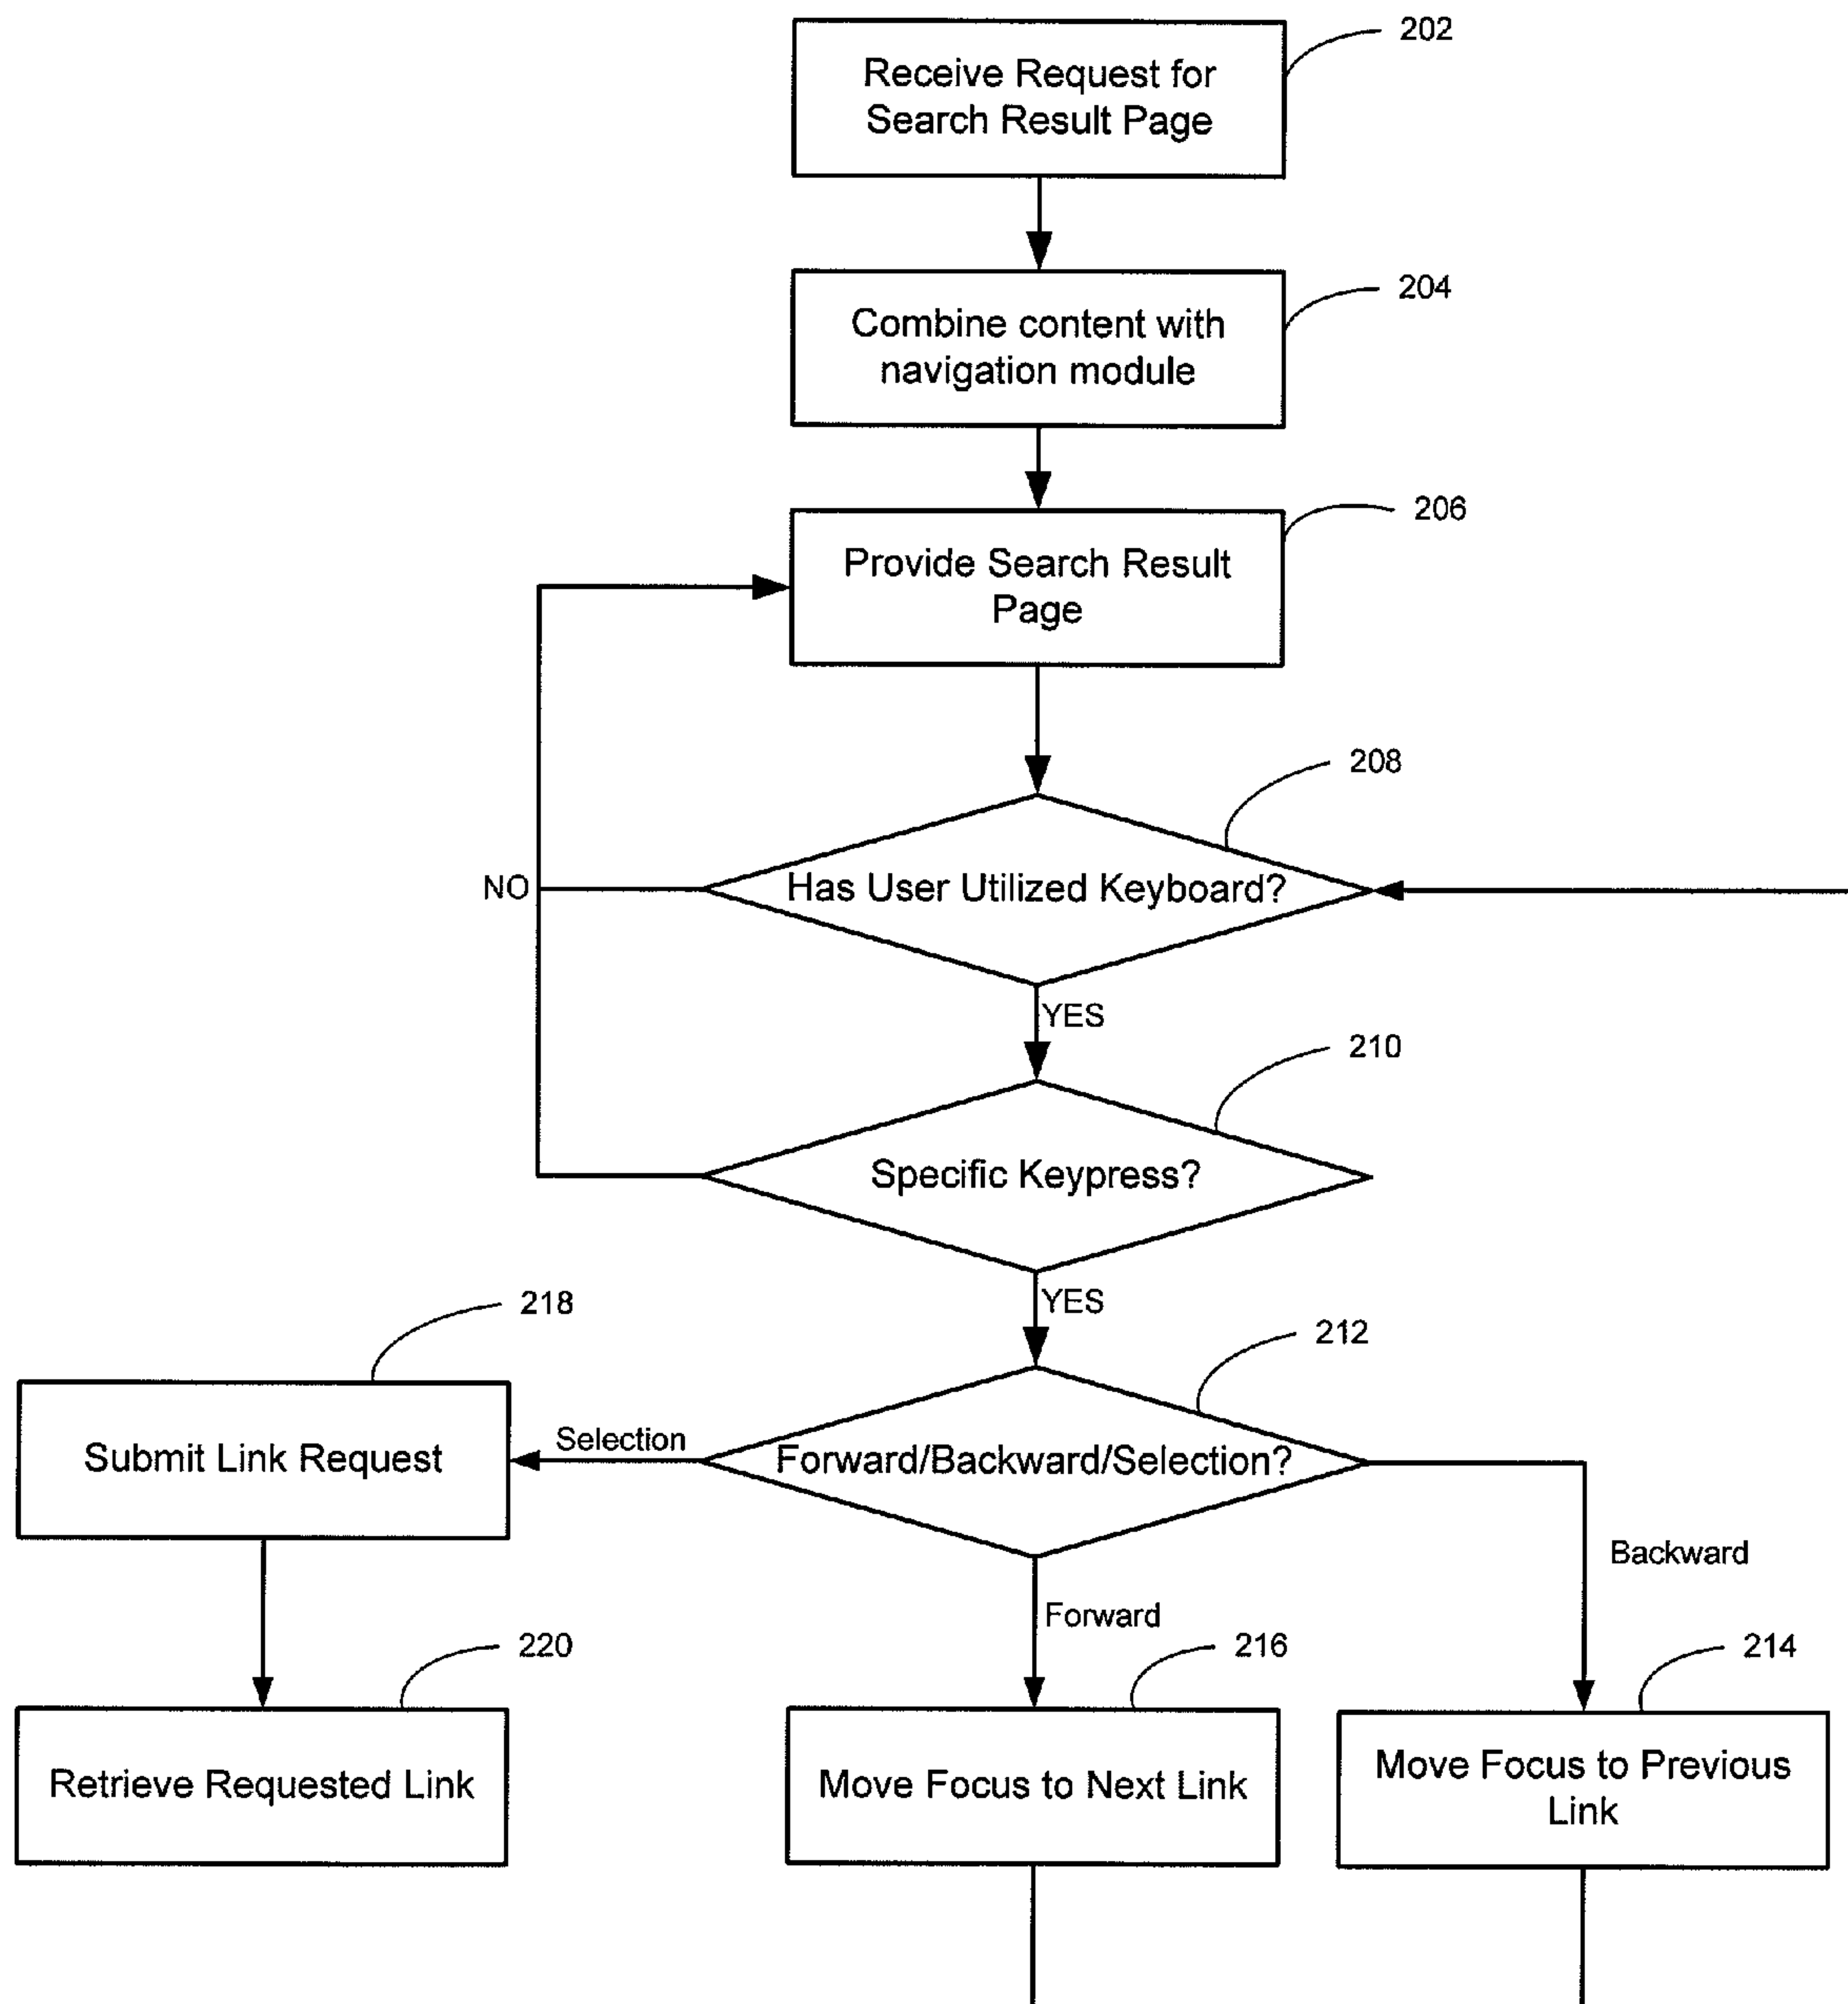 202
Receive Request for
Search Result Page
204
Combine content with
navigation module
206
Provide Search Result
Page
208
NO
Has User Utilized Keyboard?
YES
210
Specific Keypress?
YES
218
212
Submit Link Request
Selection
Forward/Backward/Selection?
Backward
Forward
220
216
214
Retrieve Requested Link
Move Focus to Next Link
Move Focus to Previous
Link